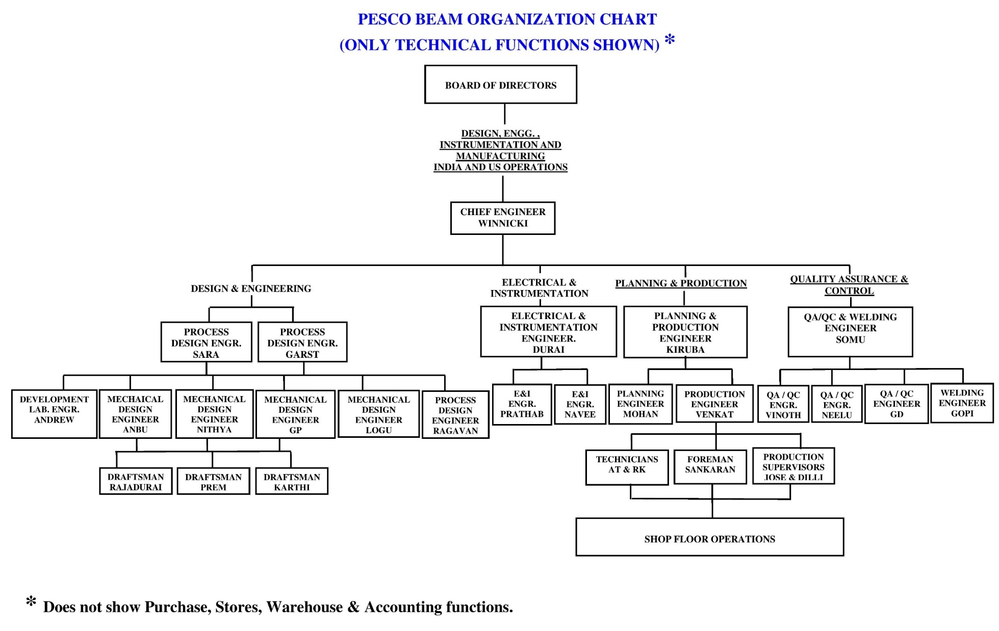 PESCO BEAM ORGANIZATION CHART
(ONLY TECHNICAL FUNCTIONS SHOWN) *
BOARD OF DIRECTORS
DESIGN, ENGG. ,
INSTRUMENTATION AND
MANUFACTURING
INDIA AND US OPERATIONS
CHIEF ENGINEER
WINNICKI
DESIGN & ENGINEERING
ELECTRICAL &
INSTRUMENTATION
PLANNING & PRODUCTION
QUALITY ASSURANCE &
CONTROL
PROCESS
DESIGN ENGR.
SARA
PROCESS
DESIGN ENGR.
GARST
ELECTRICAL &
INSTRUMENTATION
ENGINEER.
DURAI
PLANNING &
PRODUCTION
ENGINEER
KIRUBA
QA/QC & WELDING
ENGINEER
SOMU
DEVELOPMENT
LAB. ENGR.
ANDREW
MECHAICAL
DESIGN
ENGINEER
ANBU
MECHANICAL
DESIGN
ENGINEER
NITHYA
MECHANICAL
DESIGN
ENGINEER
GP
MECHANICAL
DESIGN
ENGINEER
LOGU
PROCESS
DESIGN
ENGINEER
RAGAVAN
E&I
ENGR.
PRATHAB
E&I
ENGR.
NAVEE
PLANNING
ENGINEER
MOHAN
PRODUCTION
ENGINEER
VENKAT
QA / QC
ENGR.
VINOTH
QA / QC
ENGR.
NEELU
QA / QC
ENGINEER
GD
WELDING
ENGINEER
GOPI
DRAFTSMAN
RAJADURAI
DRAFTSMAN
PREM
DRAFTSMAN
KARTHI
TECHNICIANS
AT & RK
FOREMAN
SANKARAN
PRODUCTION
SUPERVISORS
JOSE & DILLI
SHOP FLOOR OPERATIONS
* Does not show Purchase, Stores, Warehouse & Accounting functions.